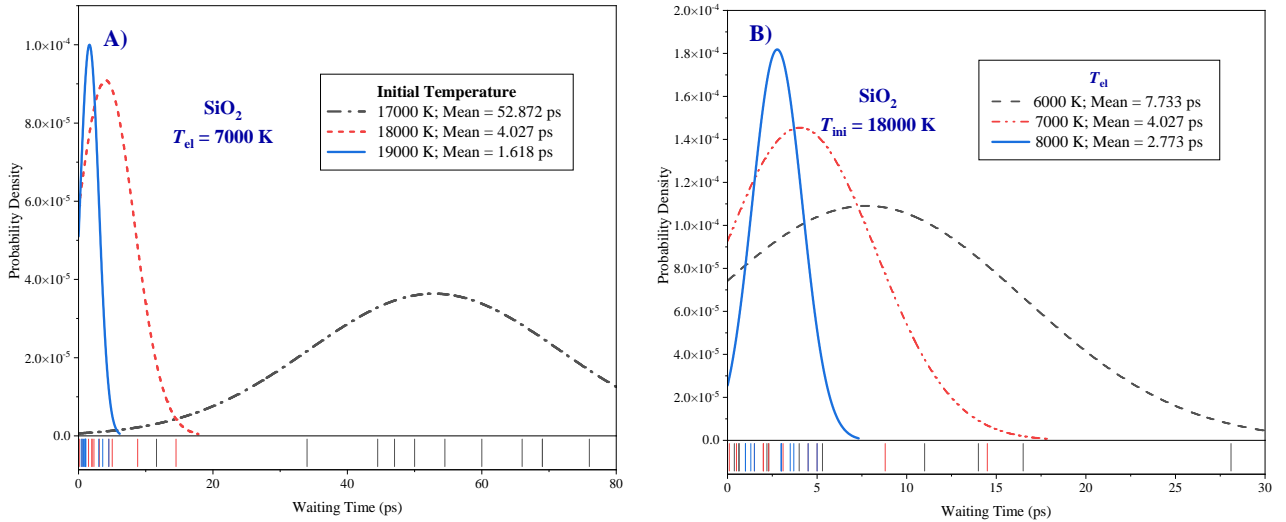 A)
SiO₂
T_el = 7000 K
Initial Temperature
17000 K; Mean = 52.872 ps
18000 K; Mean = 4.027 ps
19000 K; Mean = 1.618 ps
Probability Density
1.0×10⁻⁴
8.0×10⁻⁵
6.0×10⁻⁵
4.0×10⁻⁵
2.0×10⁻⁵
0.0
0 20 40 60 80
Waiting Time (ps)
B)
SiO₂
T_ini = 18000 K
T_el
6000 K; Mean = 7.733 ps
7000 K; Mean = 4.027 ps
8000 K; Mean = 2.773 ps
Probability Density
2.0×10⁻⁴
1.8×10⁻⁴
1.6×10⁻⁴
1.4×10⁻⁴
1.2×10⁻⁴
1.0×10⁻⁴
8.0×10⁻⁵
6.0×10⁻⁵
4.0×10⁻⁵
2.0×10⁻⁵
0.0
0 5 10 15 20 25 30
Waiting Time (ps)